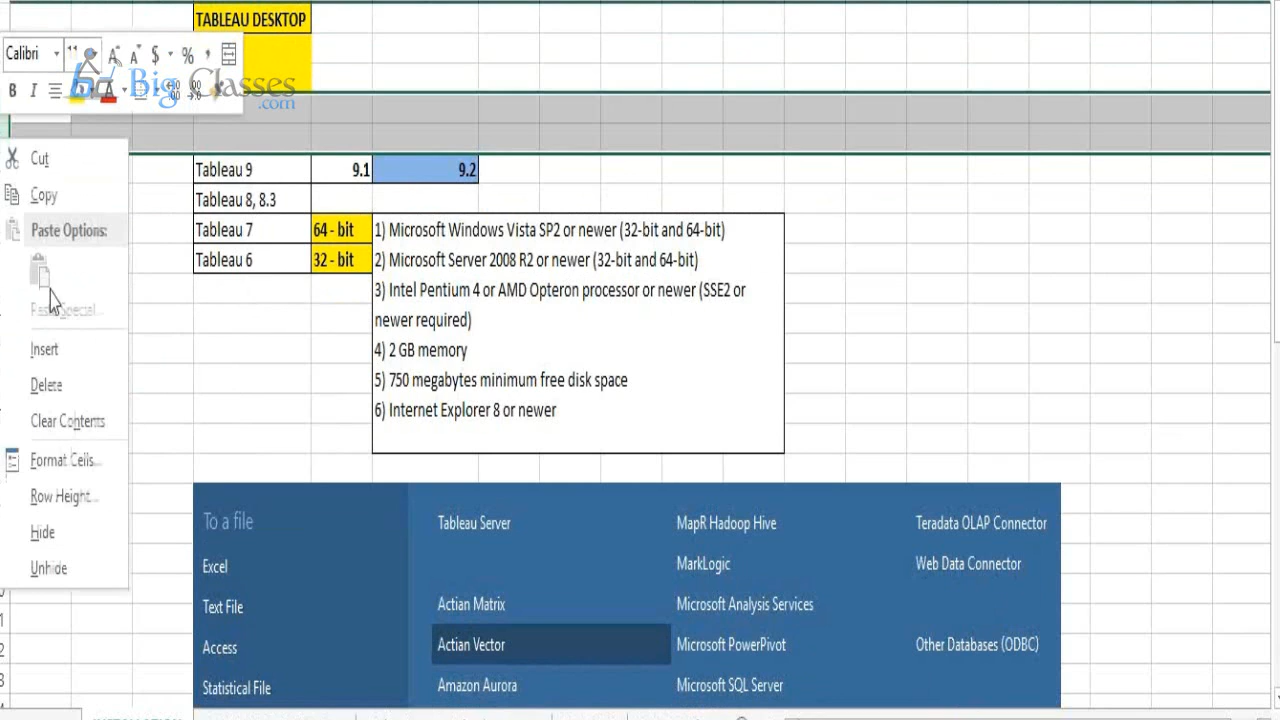 TABLEAU DESKTOP
Calibri 11 $ % ,
B I A
Big Classes
.com
Cut
Copy
Paste Options:
Paste Special...
Insert
Delete
Clear Contents
Format Cells...
Row Height...
Hide
Unhide
Tableau 9 9.1 9.2
Tableau 8, 8.3
Tableau 7 64 - bit
Tableau 6 32 - bit
1) Microsoft Windows Vista SP2 or newer (32-bit and 64-bit)
2) Microsoft Server 2008 R2 or newer (32-bit and 64-bit)
3) Intel Pentium 4 or AMD Opteron processor or newer (SSE2 or
newer required)
4) 2 GB memory
5) 750 megabytes minimum free disk space
6) Internet Explorer 8 or newer
To a file
Excel
Text File
Access
Statistical File
Tableau Server
Actian Matrix
Actian Vector
Amazon Aurora
MapR Hadoop Hive
MarkLogic
Microsoft Analysis Services
Microsoft PowerPivot
Microsoft SQL Server
Teradata OLAP Connector
Web Data Connector
Other Databases (ODBC)